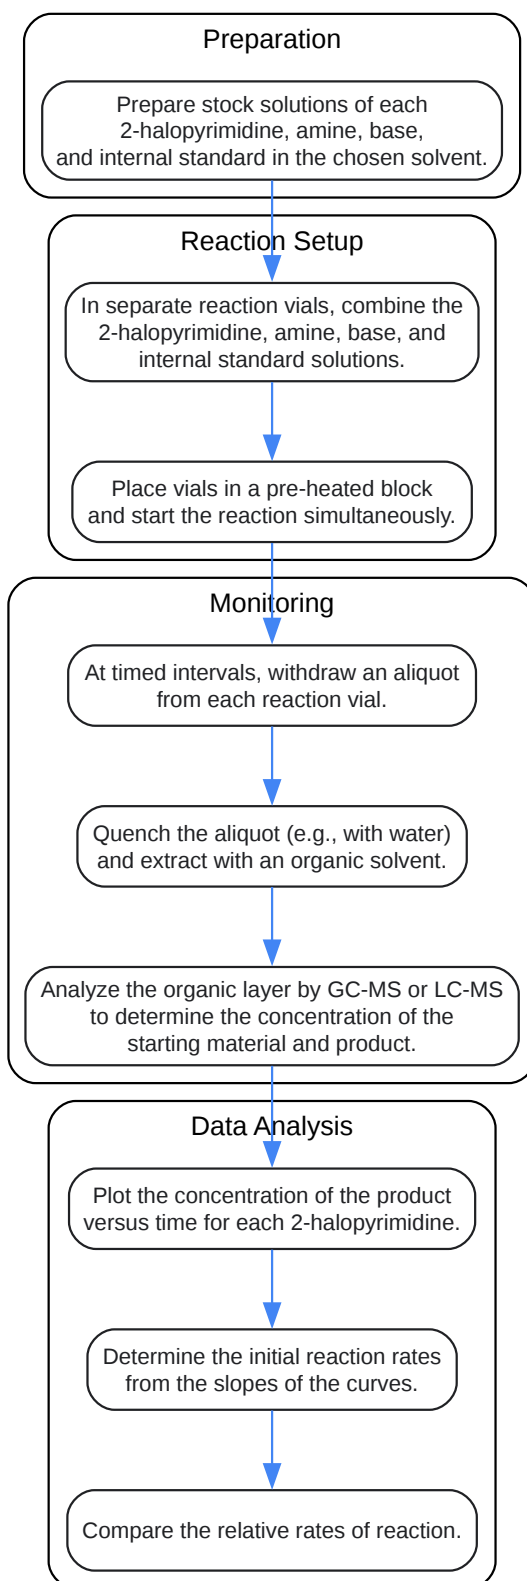 Preparation
Prepare stock solutions of each
2-halopyrimidine, amine, base,
and internal standard in the chosen solvent.
Reaction Setup
In separate reaction vials, combine the
2-halopyrimidine, amine, base, and
internal standard solutions.
Place vials in a pre-heated block
and start the reaction simultaneously.
Monitoring
At timed intervals, withdraw an aliquot
from each reaction vial.
Quench the aliquot (e.g., with water)
and extract with an organic solvent.
Analyze the organic layer by GC-MS or LC-MS
to determine the concentration of the
starting material and product.
Data Analysis
Plot the concentration of the product
versus time for each 2-halopyrimidine.
Determine the initial reaction rates
from the slopes of the curves.
Compare the relative rates of reaction.